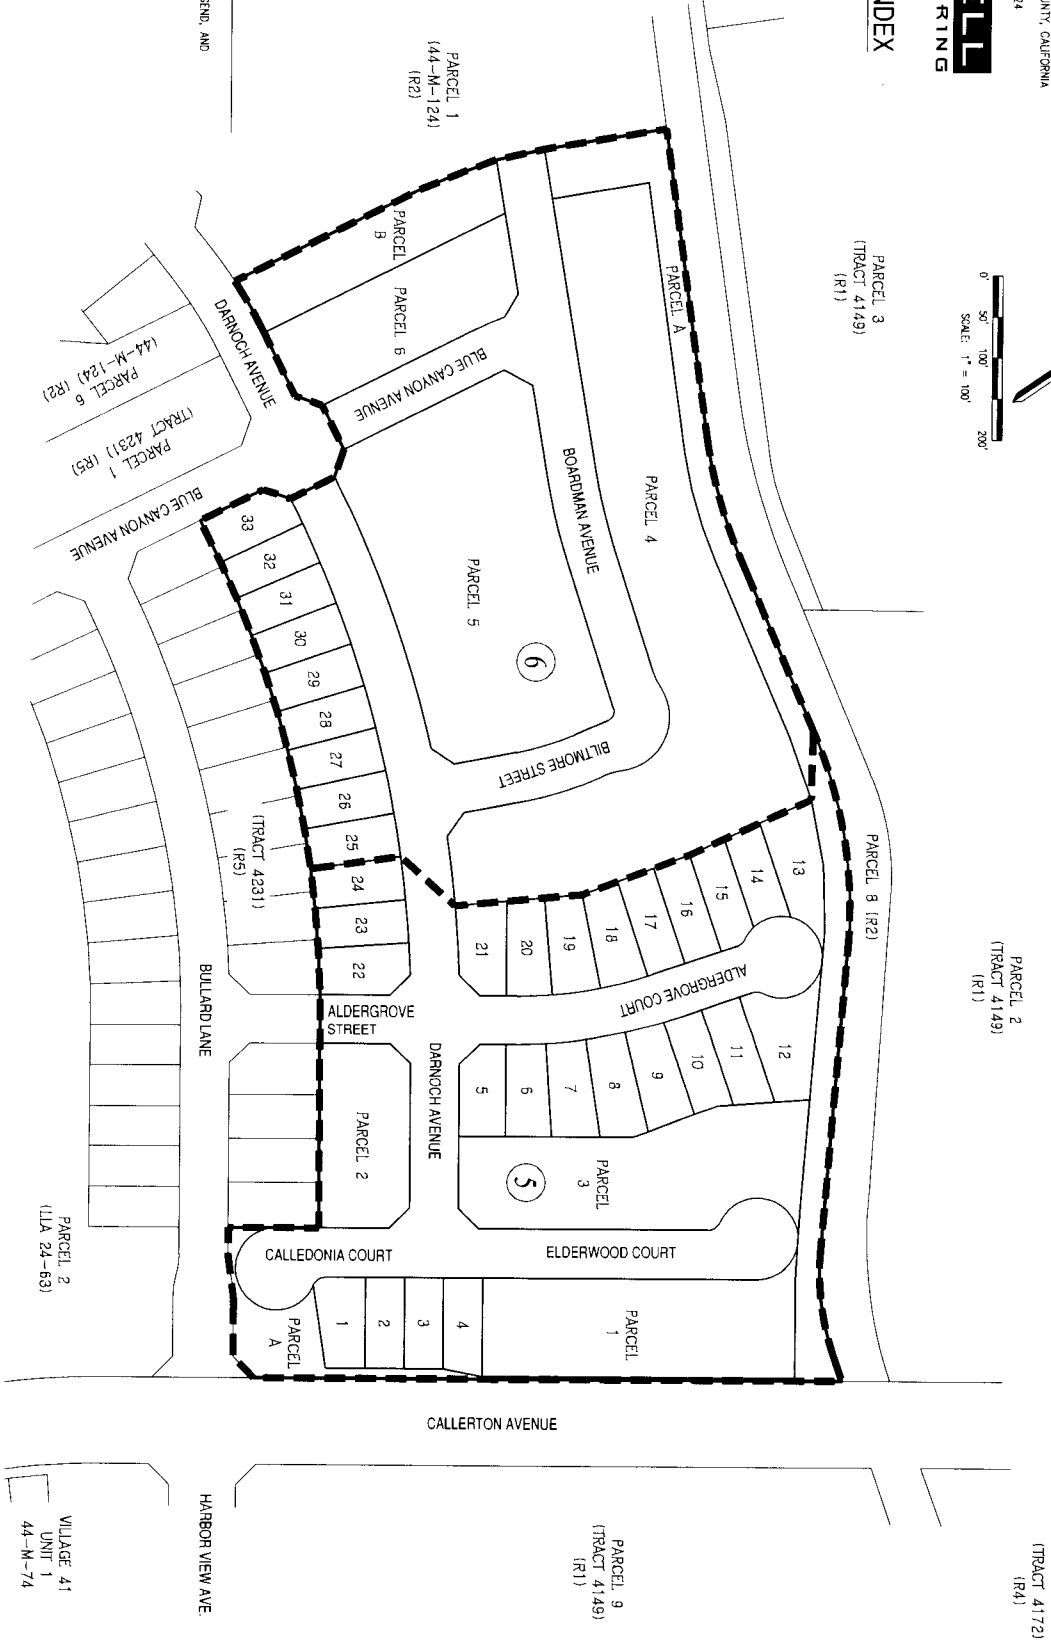 UNTY, CALIFORNIA
24
ELL
RING
NDEX
GEND, AND
0'
50'
100'
200'
SCALE: 1" = 100'
PARCEL 1
(44-M-124)
(R2)
PARCEL 3
(TRACT 4149)
(R1)
PARCEL 2
(TRACT 4149)
(R1)
(TRACT 4172)
(R4)
PARCEL 8 (R2)
PARCEL A
PARCEL
B
PARCEL 6
BLUE CANYON AVENUE
BOARDMAN AVENUE
PARCEL 4
PARCEL 5
6
BILTMORE STREET
DARNOCH AVENUE
PARCEL 6
(44-M-124) (R2)
PARCEL 1
(TRACT 4231) (R5)
BLUE CANYON AVENUE
33
32
31
30
29
28
27
26
25
24
23
22
(TRACT 4231)
(R5)
21
20
19
18
17
16
15
14
13
ALDERGROVE COURT
5
6
7
8
9
10
11
12
ALDERGROVE
STREET
DARNOCH AVENUE
BULLARD LANE
PARCEL 2
PARCEL
3
5
CALLEDONIA COURT
ELDERWOOD COURT
PARCEL
A
1
2
3
4
PARCEL
1
PARCEL 2
(LLA 24-63)
CALLERTON AVENUE
HARBOR VIEW AVE.
VILLAGE 41
UNIT 1
44-M-74
PARCEL 9
(TRACT 4149)
(R1)